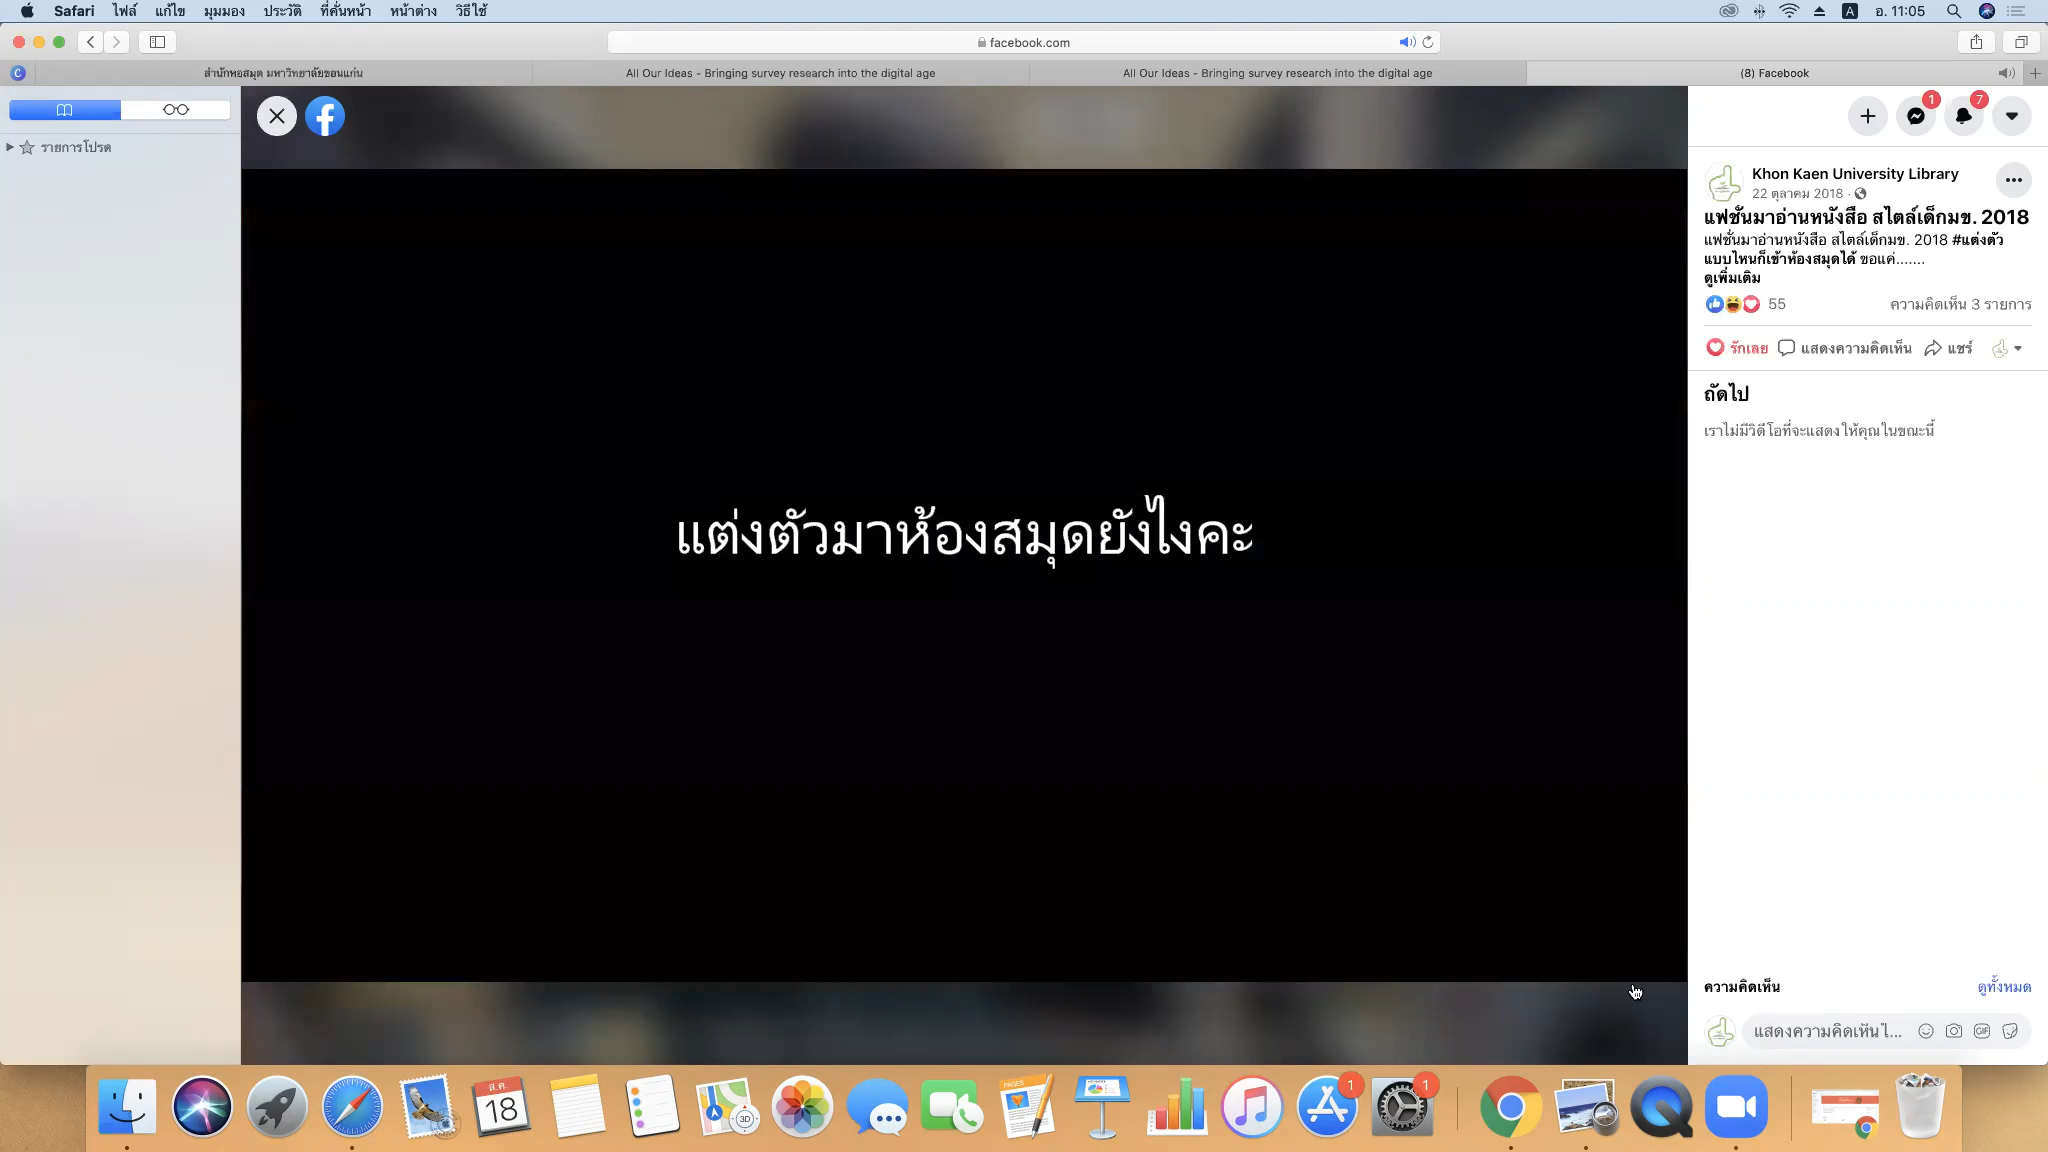 Safari ไฟล์ แก้ไข มุมมอง ประวัติ ที่คั่นหน้า หน้าต่าง วิธีใช้
A อ. 11:05
facebook.com
C สำนักหอสมุด มหาวิทยาลัยขอนแก่น
All Our Ideas - Bringing survey research into the digital age
All Our Ideas - Bringing survey research into the digital age
(8) Facebook
รายการโปรด
1 7
Khon Kaen University Library
22 ตุลาคม 2018
แฟชั่นมาอ่านหนังสือ สไตล์เด็กมข. 2018
แฟชั่นมาอ่านหนังสือ สไตล์เด็กมข. 2018 #แต่งตัว
แบบไหนก็เข้าห้องสมุดได้ ขอแค่.......
ดูเพิ่มเติม
55 ความคิดเห็น 3 รายการ
รักเลย แสดงความคิดเห็น แชร์
ถัดไป
เราไม่มีวิดีโอที่จะแสดงให้คุณในขณะนี้
แต่งตัวมาห้องสมุดยังไงคะ
ความคิดเห็น ดูทั้งหมด
แสดงความคิดเห็นไ... GIF
ส.ค.
18
3D
PAGES
1
1